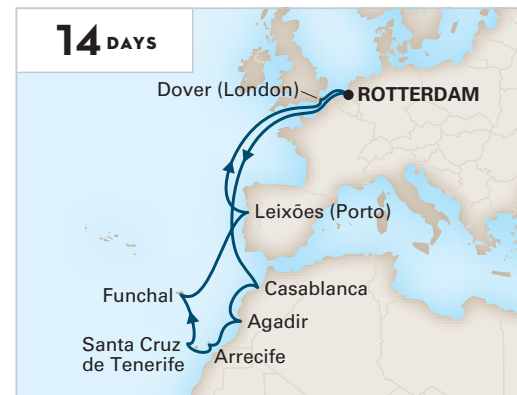 14 DAYS
Dover (London)
ROTTERDAM
Leixões (Porto)
Casablanca
Funchal
Agadir
Santa Cruz
de Tenerife
Arrecife